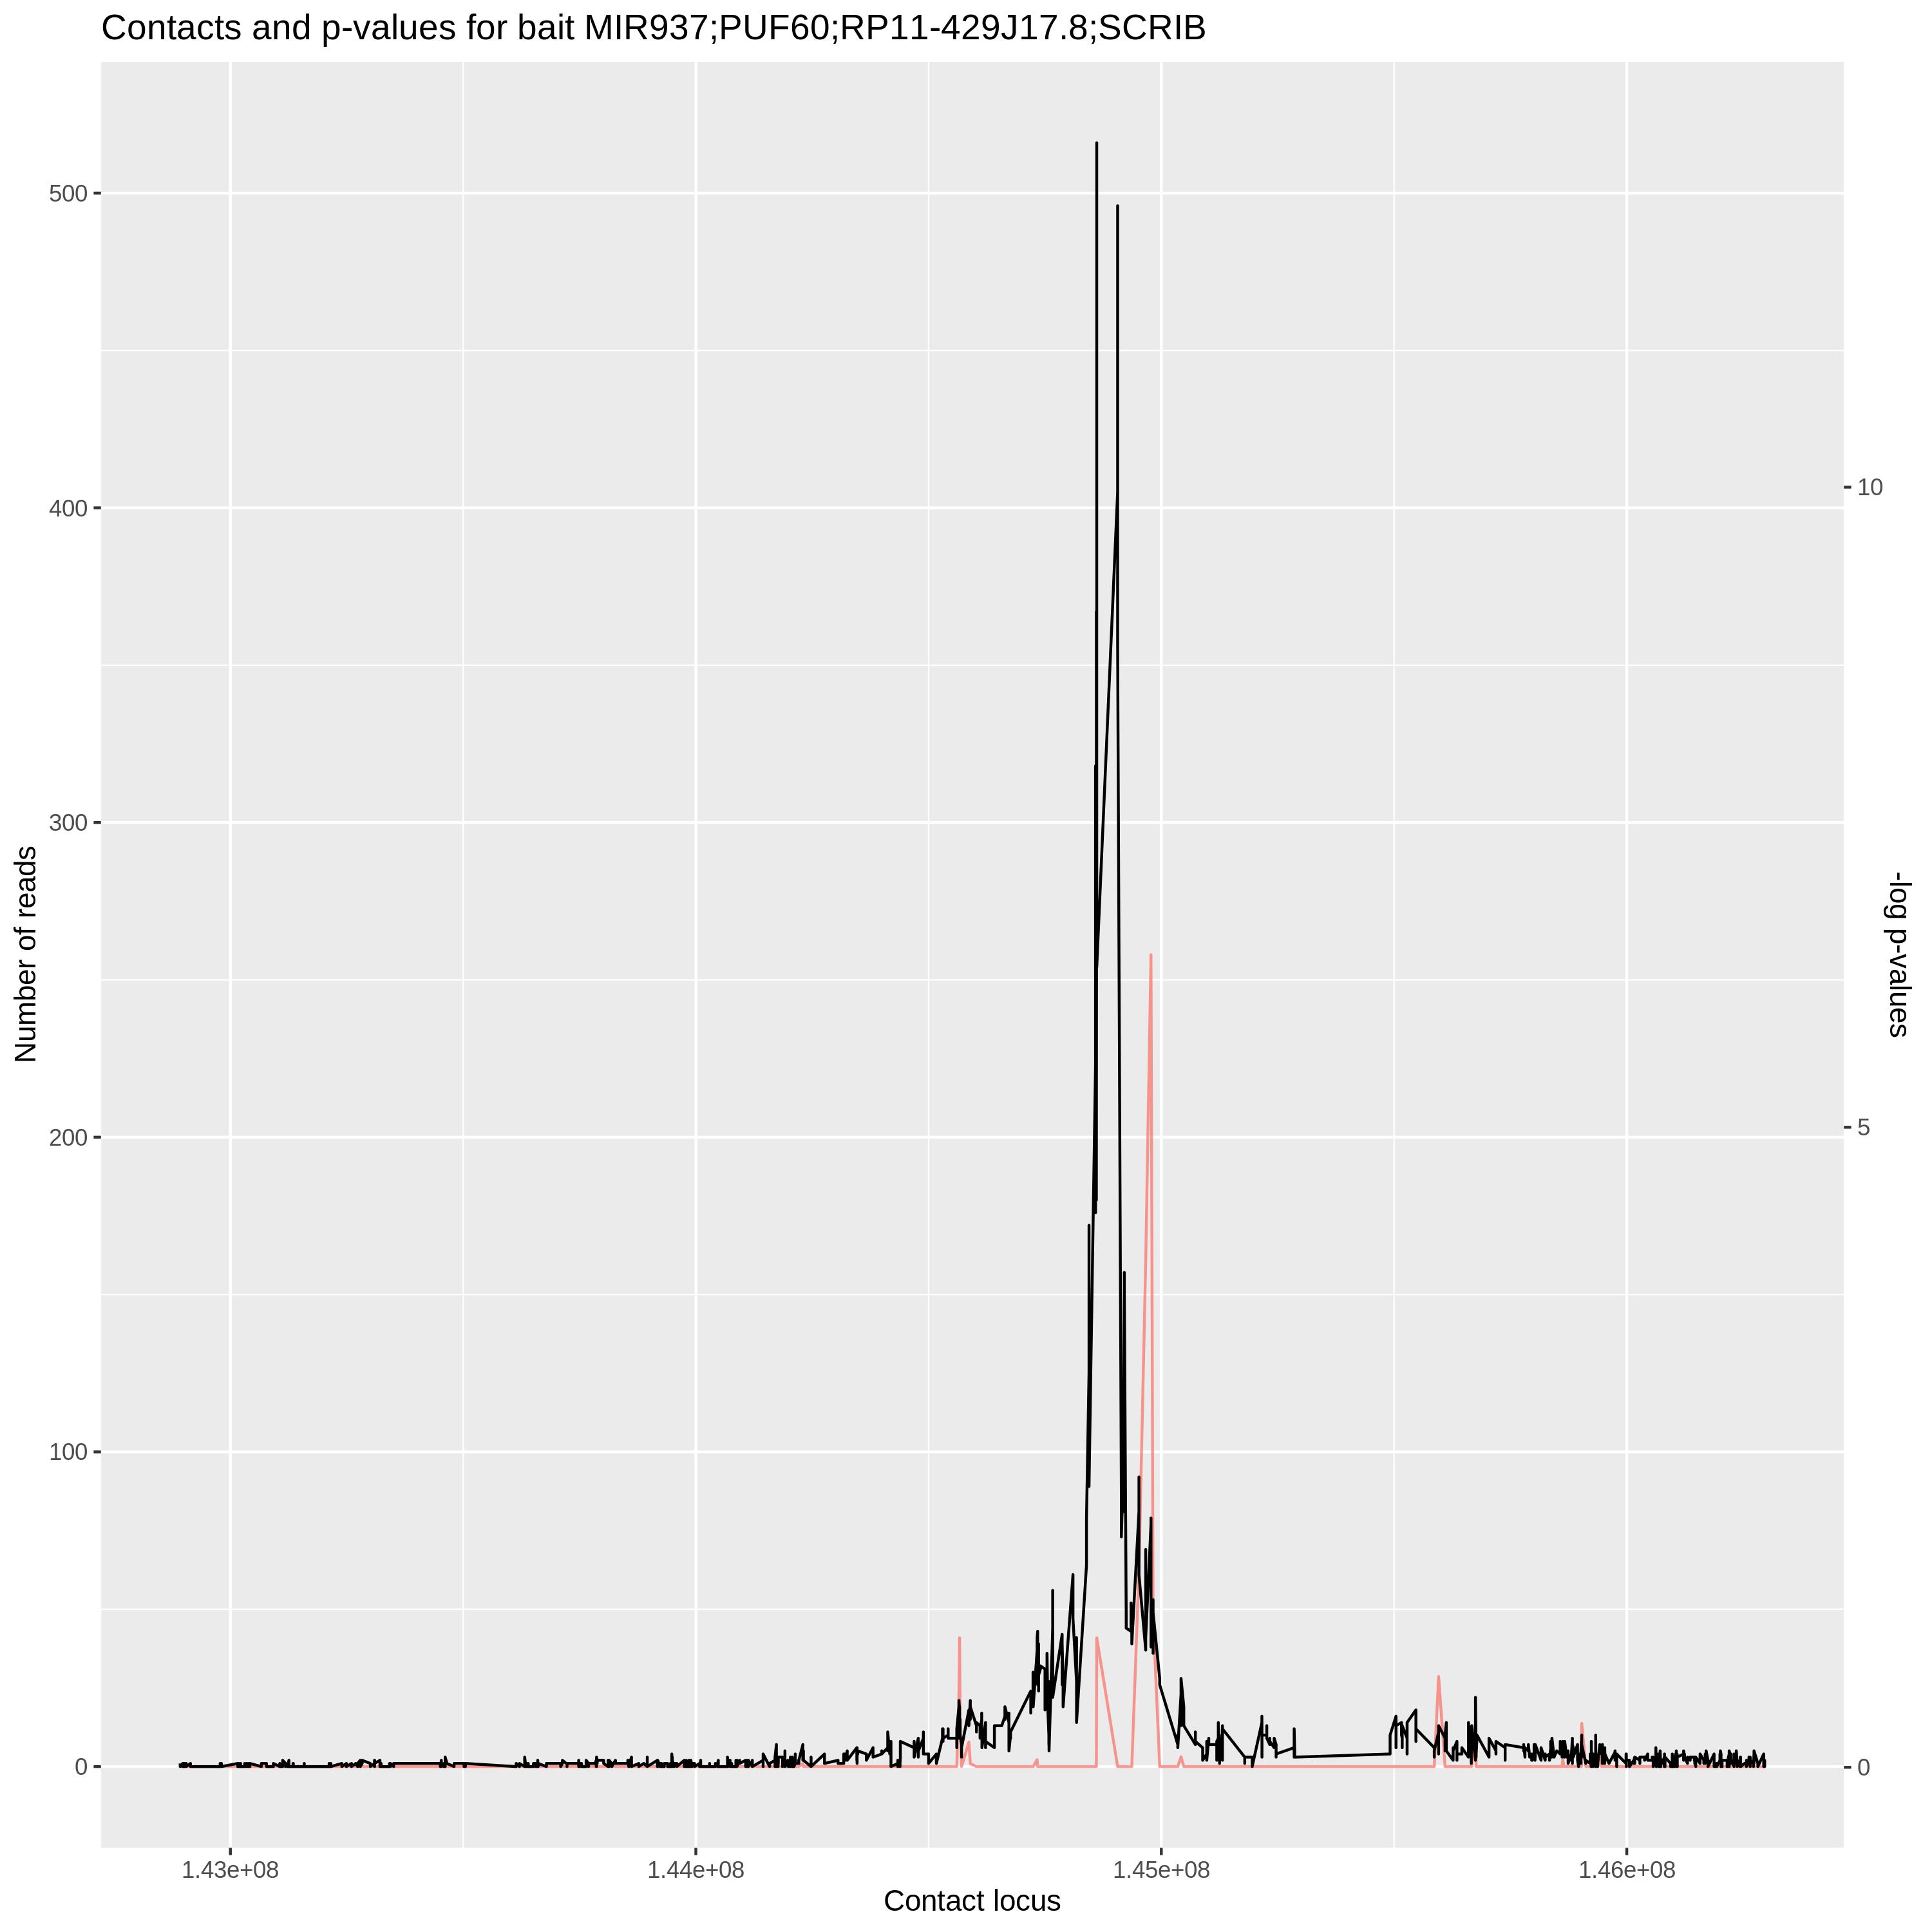 Contacts and p-values for bait MIR937;PUF60;RP11-429J17.8;SCRIB
500
400
300
200
100
0
Number of reads
10
5
0
-log p-values
1.43e+08
1.44e+08
1.45e+08
1.46e+08
Contact locus